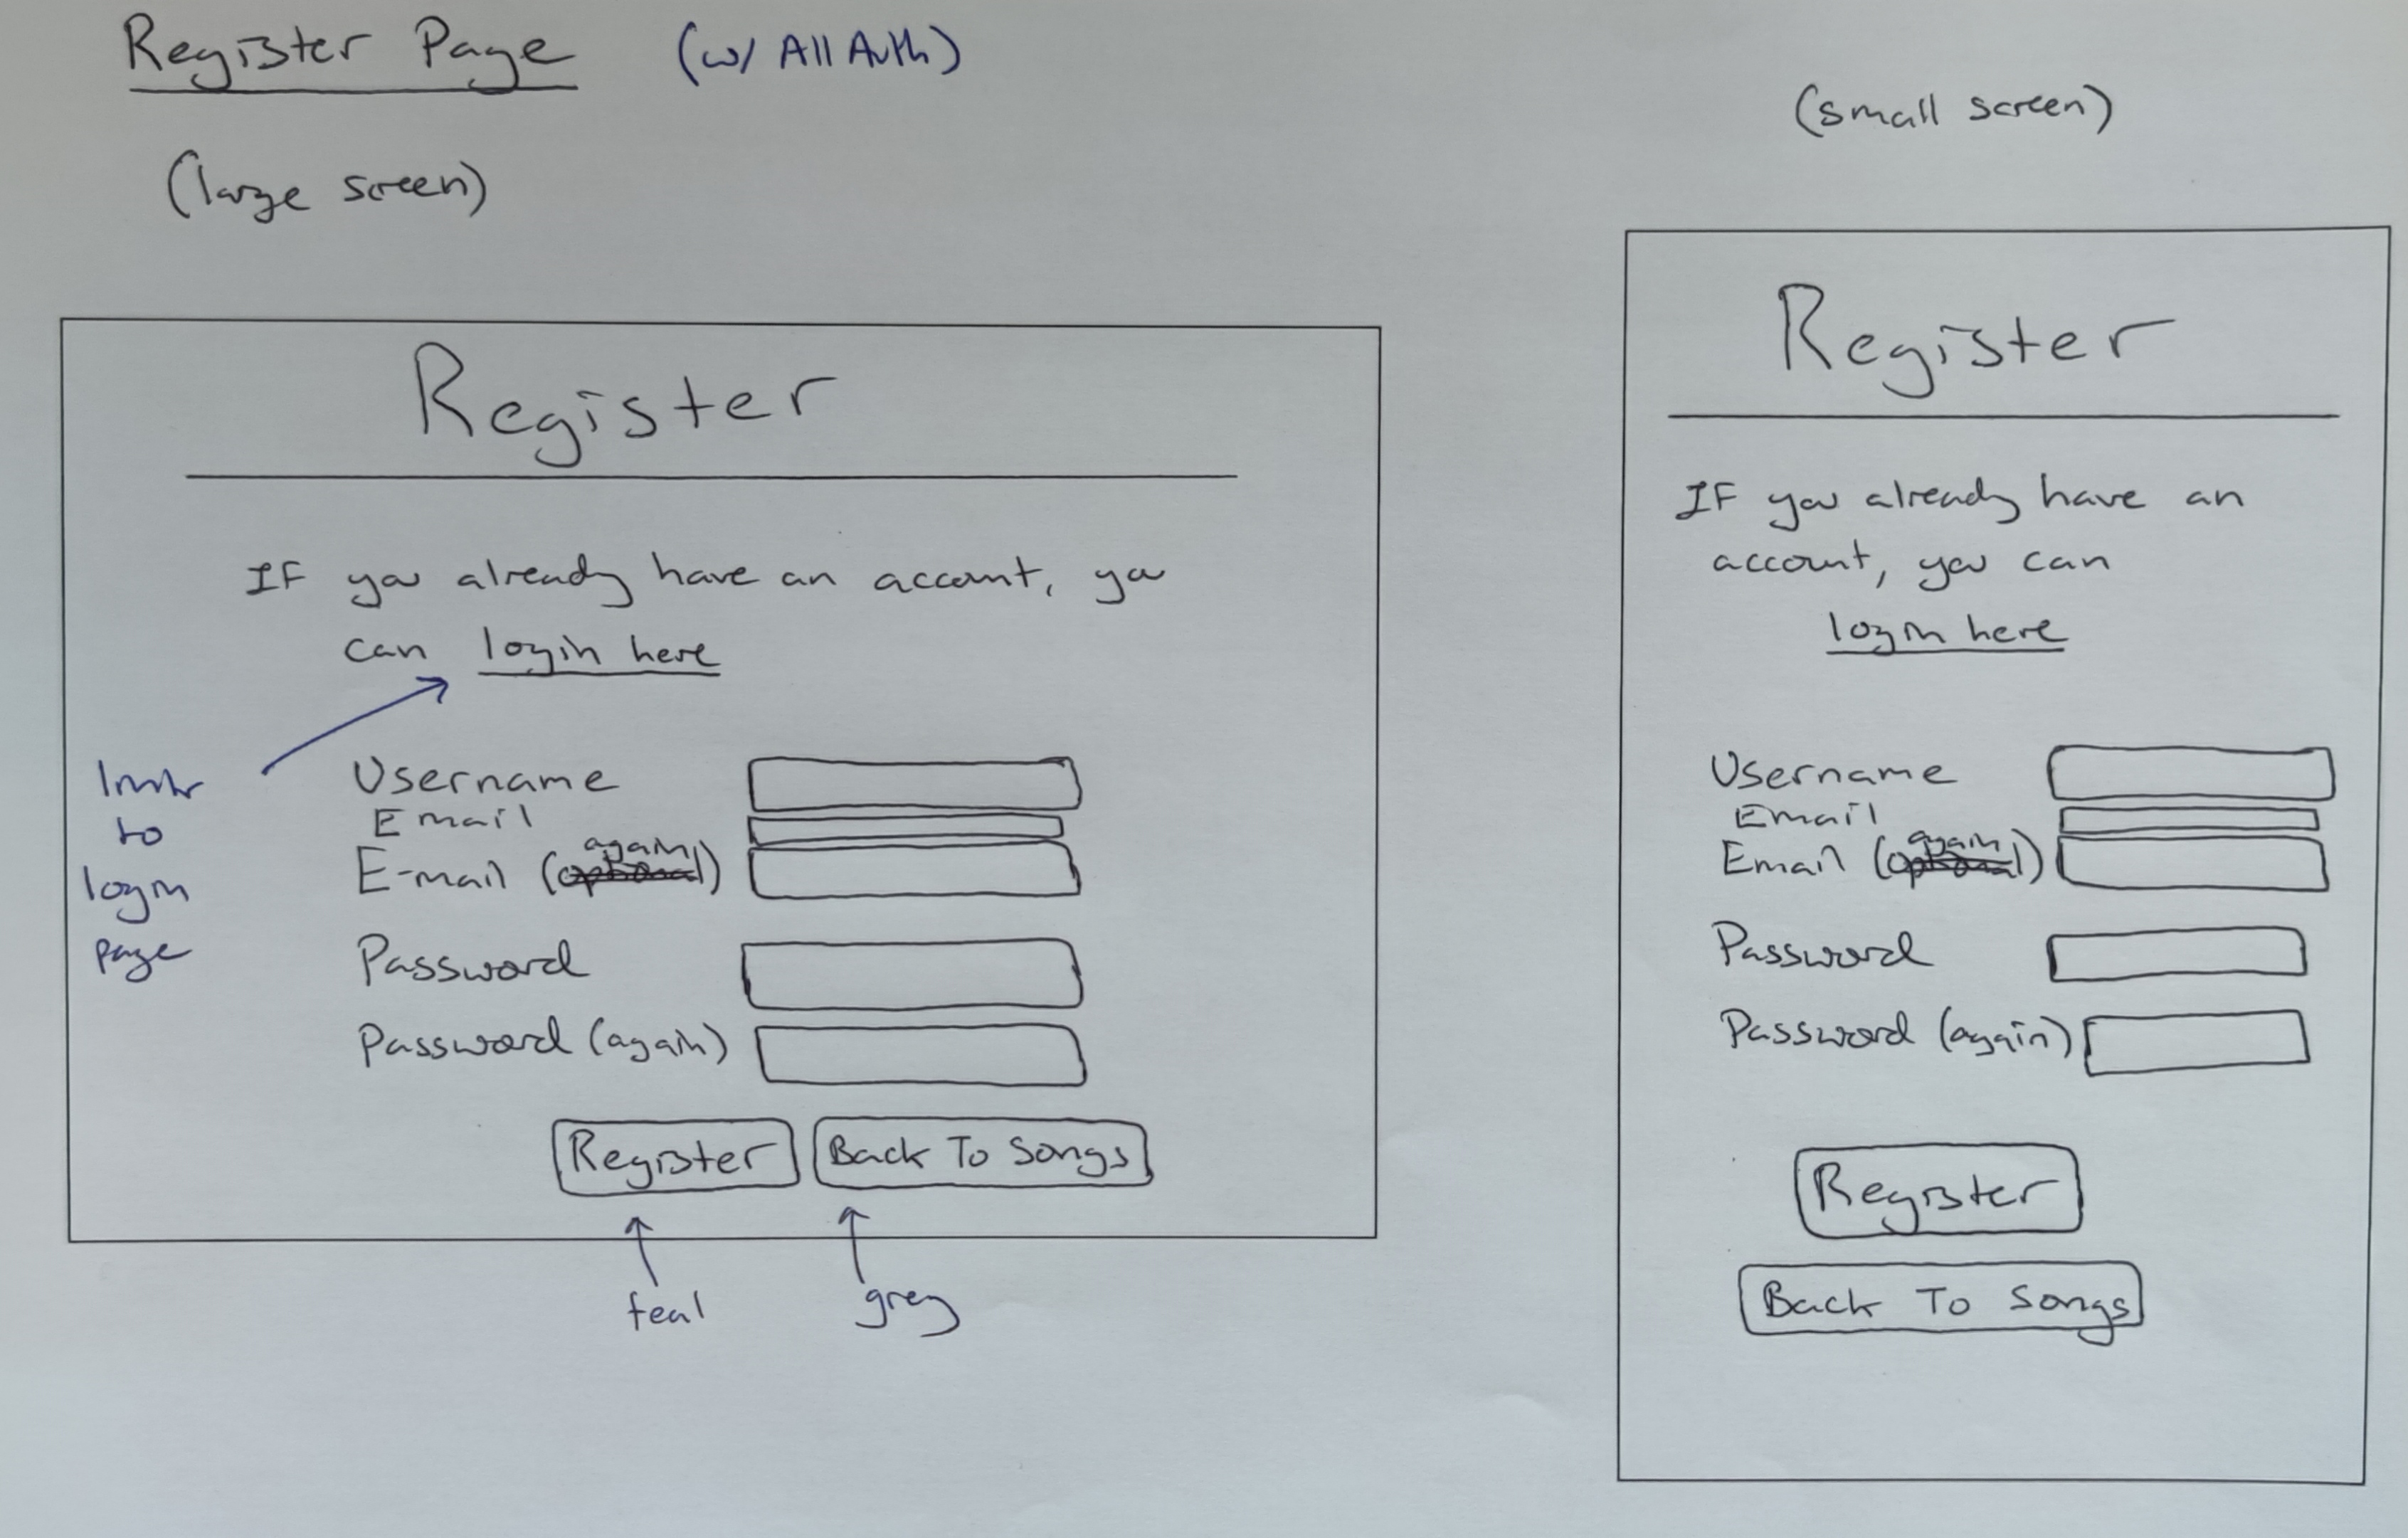 Register Page (w/ All Auth)
(large screen)
Register
IF you already have an account, you
can login here
link
to
login
page
Username
Email
again
E-mail (optional)
Password
Password (again)
Register Back To Songs
teal grey
(small screen)
Register
IF you already have an
account, you can
login here
Username
Email
again
Email (optional)
Password
Password (again)
Register
Back To Songs